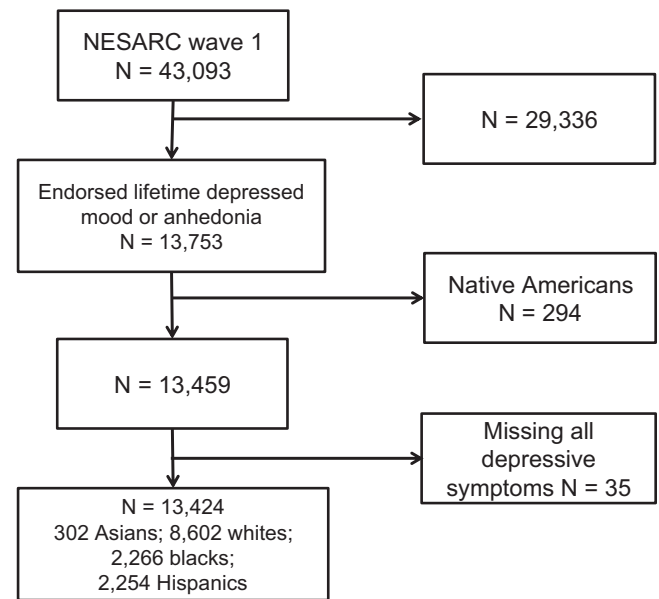 NESARC wave 1
N = 43,093
N = 29,336
Endorsed lifetime depressed
mood or anhedonia
N = 13,753
Native Americans
N = 294
N = 13,459
Missing all
depressive
symptoms N = 35
N = 13,424
302 Asians; 8,602 whites;
2,266 blacks;
2,254 Hispanics